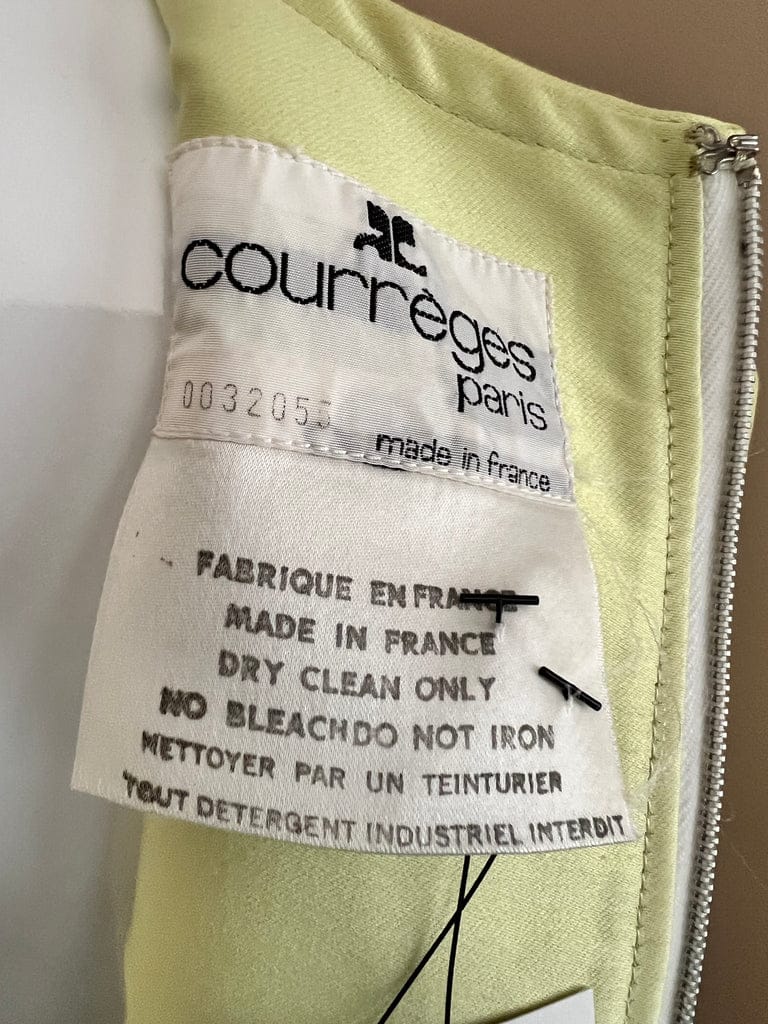 courrèges
paris
made in france
FABRIQUE EN FRANCE
MADE IN FRANCE
DRY CLEAN ONLY
NO BLEACH DO NOT IRON
METTOYER PAR UN TEINTURIER
TOUT DETERGENT INDUSTRIEL INTERDIT